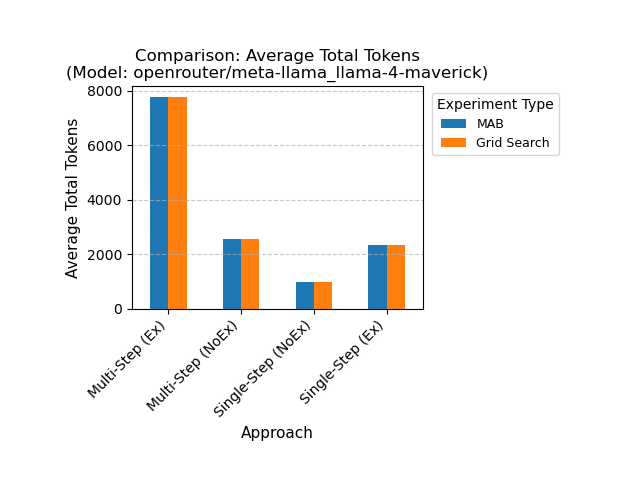 Comparison: Average Total Tokens
(Model: openrouter/meta-llama_llama-4-maverick)
Average Total Tokens
8000
6000
4000
2000
0
Multi-Step (Ex)
Multi-Step (NoEx)
Single-Step (NoEx)
Single-Step (Ex)
Approach
Experiment Type
MAB
Grid Search